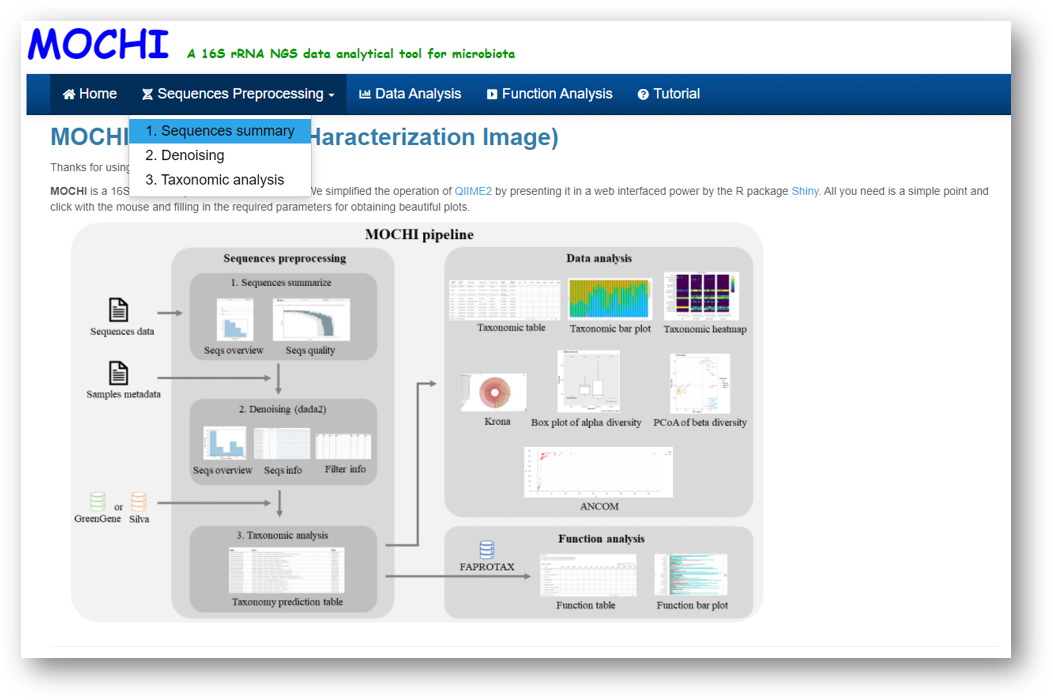 MOCHI A 16S rRNA NGS data analytical tool for microbiota
Home Sequences Preprocessing Data Analysis Function Analysis Tutorial
1. Sequences summary
2. Denoising
3. Taxonomic analysis
MOCHI Haracterization Image)
Thanks for using
MOCHI is a 16S We simplified the operation of QIIME2 by presenting it in a web interfaced power by the R package Shiny. All you need is a simple point and
click with the mouse and filling in the required parameters for obtaining beautiful plots.
MOCHI pipeline
Sequences preprocessing
1. Sequences summarize
Sequences data
Seqs overview Seqs quality
Samples metadata
2. Denoising (dada2)
Seqs overview Seqs info Filter info
GreenGene or Silva
3. Taxonomic analysis
Taxonomy prediction table
Data analysis
Taxonomic table Taxonomic bar plot Taxonomic heatmap
Krona Box plot of alpha diversity PCoA of beta diversity
ANCOM
Function analysis
FAPROTAX
Function table Function bar plot